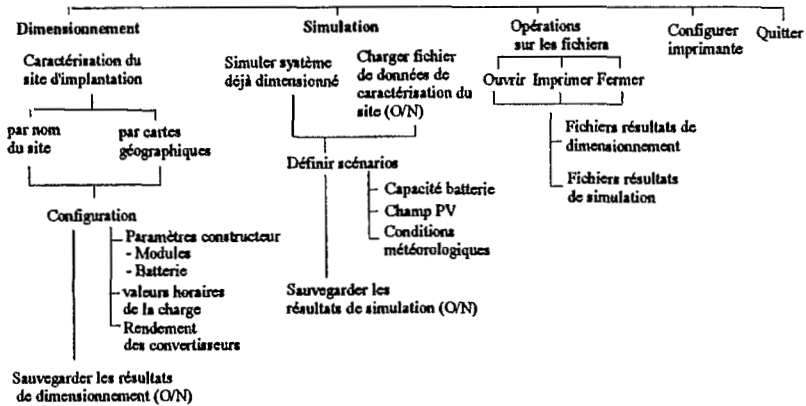 Dimensionnement
Caractérisation du
site d'implantation
par nom
du site
par cartes
géographiques
Configuration
Paramètres constructeur
- Modules
- Batterie
valeurs horaires
de la charge
Rendement
des convertisseurs
Sauvegarder les résultats
de dimensionnement (O/N)
Simulation
Simuler système
déjà dimensionné
Charger fichier
de données de
caractérisation du
site (O/N)
Définir scénarios
Capacité batterie
Champ PV
Conditions
météorologiques
Sauvegarder les
résultats de simulation (O/N)
Opérations
sur les fichiers
Ouvrir Imprimer Fermer
Fichiers résultats de
dimensionnement
Fichiers résultats
de simulation
Configurer
imprimante
Quitter